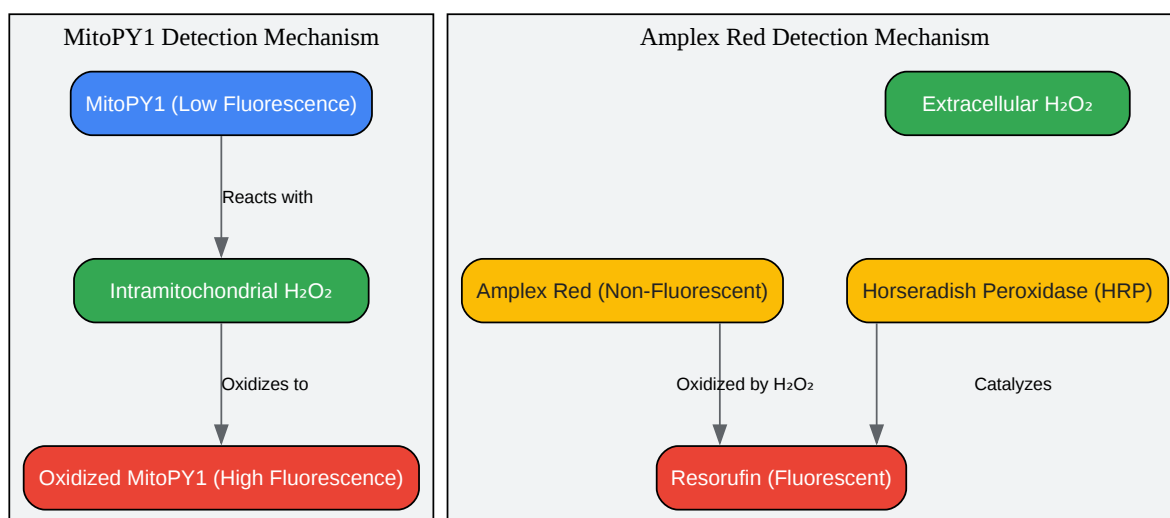 MitoPY1 Detection Mechanism
MitoPY1 (Low Fluorescence)
Reacts with
Intramitochondrial H₂O₂
Oxidizes to
Oxidized MitoPY1 (High Fluorescence)
Amplex Red Detection Mechanism
Extracellular H₂O₂
Amplex Red (Non-Fluorescent)
Horseradish Peroxidase (HRP)
Oxidized by H₂O₂
Catalyzes
Resorufin (Fluorescent)